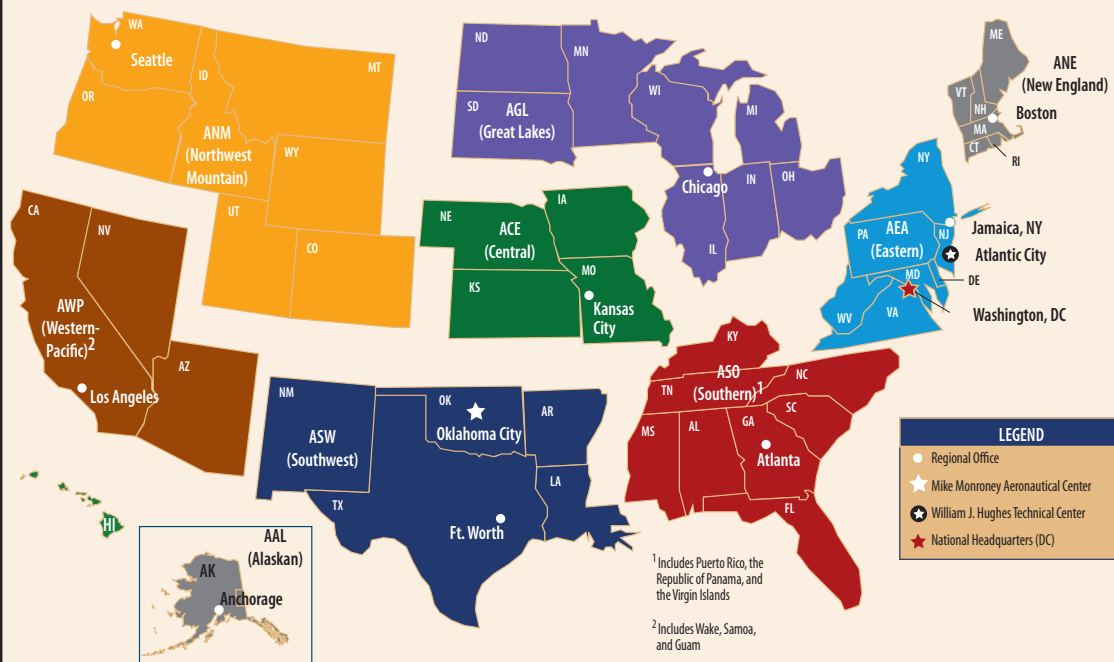 WA
Seattle
OR
ID
MT
ANM
(Northwest
Mountain)
WY
UT
CO
ND
MN
SD
AGL
(Great Lakes)
WI
MI
Chicago
IL
IN
OH
ME
ANE
(New England)
VT
NH
Boston
MA
CT
RI
NY
Jamaica, NY
PA
AEA
(Eastern)
NJ
Atlantic City
MD
DE
WV
VA
Washington, DC
CA
NV
AWP
(Western-
Pacific)2
AZ
Los Angeles
NE
IA
ACE
(Central)
KS
MO
Kansas
City
KY
ASO
(Southern)1
TN
NC
SC
MS
AL
GA
Atlanta
FL
NM
OK
Oklahoma City
AR
ASW
(Southwest)
LA
TX
Ft. Worth
HI
AAL
(Alaskan)
AK
Anchorage
LEGEND
Regional Office
Mike Monroney Aeronautical Center
William J. Hughes Technical Center
National Headquarters (DC)
1 Includes Puerto Rico, the
Republic of Panama, and
the Virgin Islands
2 Includes Wake, Samoa,
and Guam